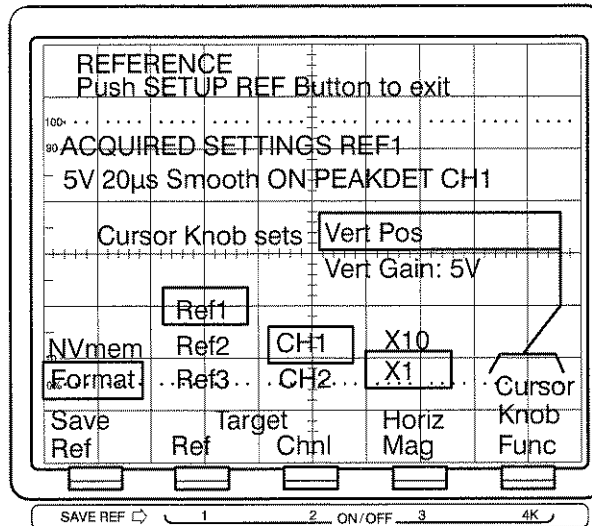 REFERENCE
Push SETUP REF Button to exit
100
90 ACQUIRED SETTINGS REF1
5V 20µs Smooth ON PEAKDET CH1
Cursor Knob sets Vert Pos
Vert Gain: 5V
Ref1
NVmem Ref2 CH1 X10
Format Ref3 CH2 X1 Cursor
Save Target Horiz Knob
Ref Ref Chnl Mag Func
SAVE REF ⇨ 1 2 ON/OFF 3 4K